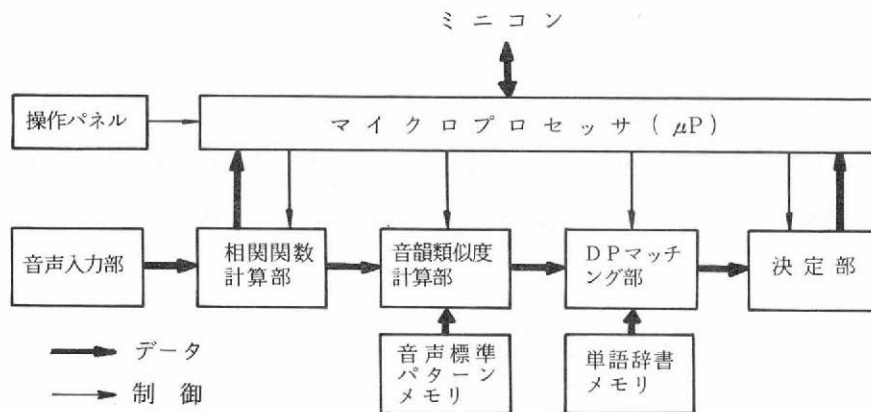 ミニコン
操作パネル
マイクロプロセッサ(μP)
音声入力部
相関関数
計算部
音韻類似度
計算部
DPマッチ
ング部
決定部
データ
制御
音声標準
パターン
メモリ
単語辞書
メモリ